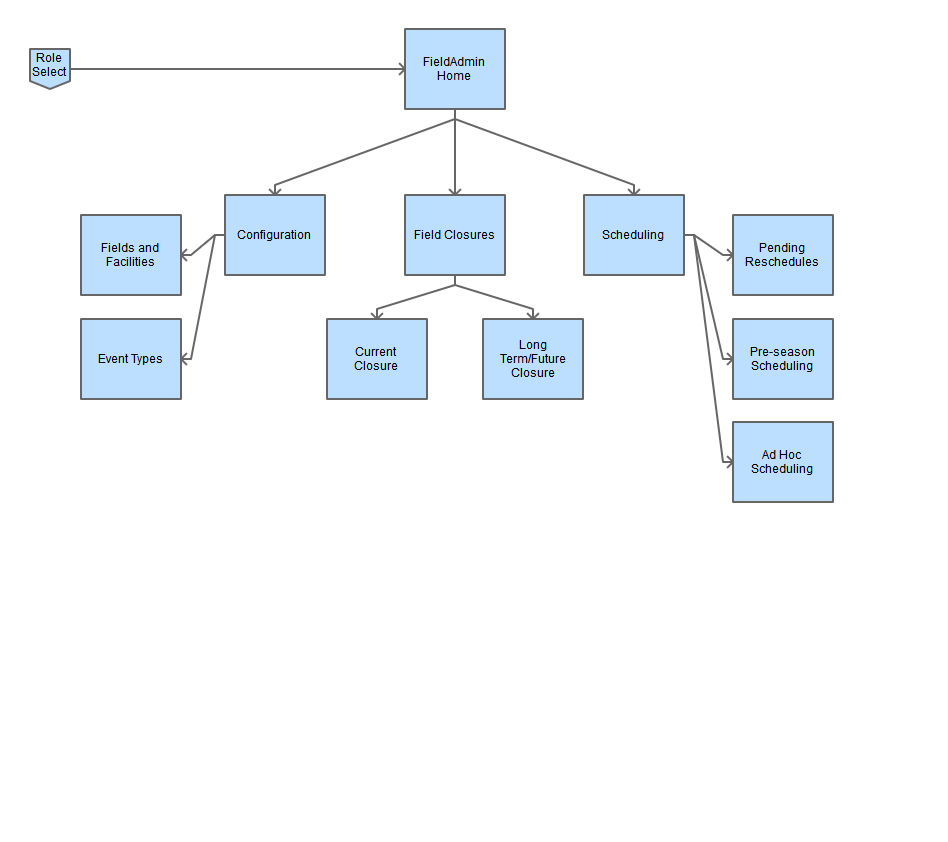 Role
Select
FieldAdmin
Home
Configuration
Field Closures
Scheduling
Fields and
Facilities
Pending
Reschedules
Event Types
Current
Closure
Long
Term/Future
Closure
Pre-season
Scheduling
Ad Hoc
Scheduling